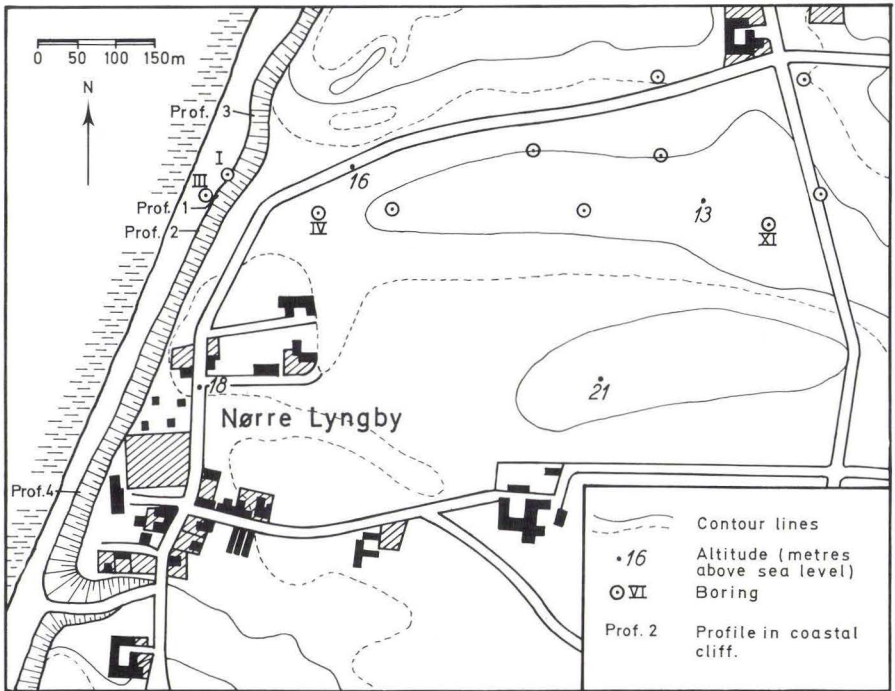 0 50 100 150m
N
Prof. 3
I
III
Prof. 1
Prof. 2
16
IV
13
XI
18
21
Nørre Lyngby
Prof.4
Contour lines
•16 Altitude (metres
above sea level)
VI Boring
Prof. 2 Profile in coastal
cliff.